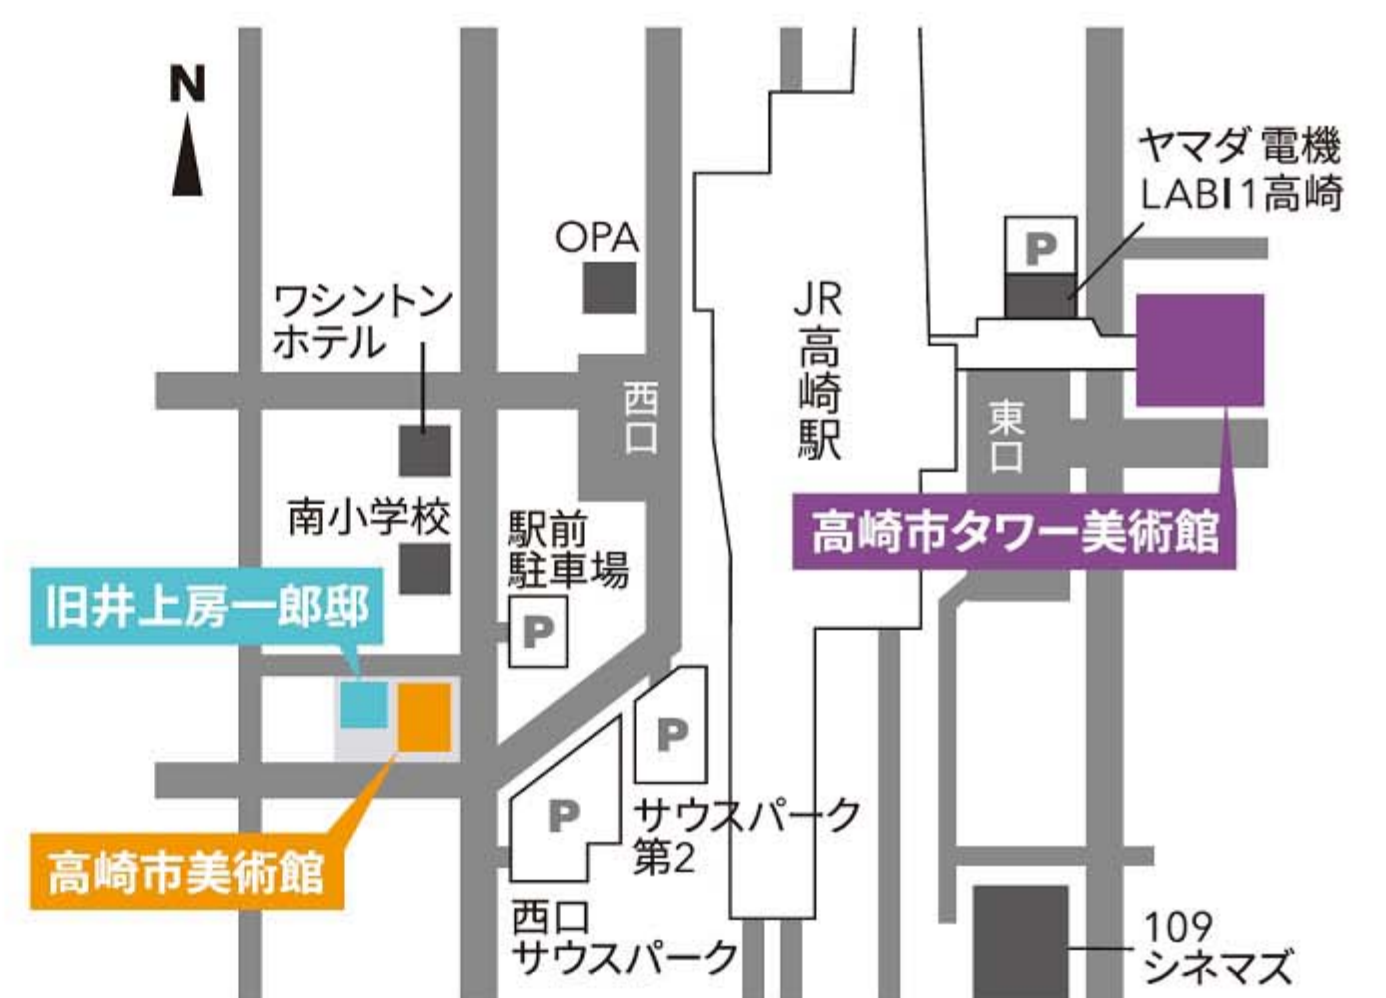 N
ヤマダ電機
LABI1高崎
OPA
P
ワシントン
ホテル
JR
高崎駅
西口
東口
南小学校
駅前
駐車場
高崎市タワー美術館
旧井上房一郎邸
P
P
P
サウスパーク
第2
高崎市美術館
西口
サウスパーク
109
シネマズ